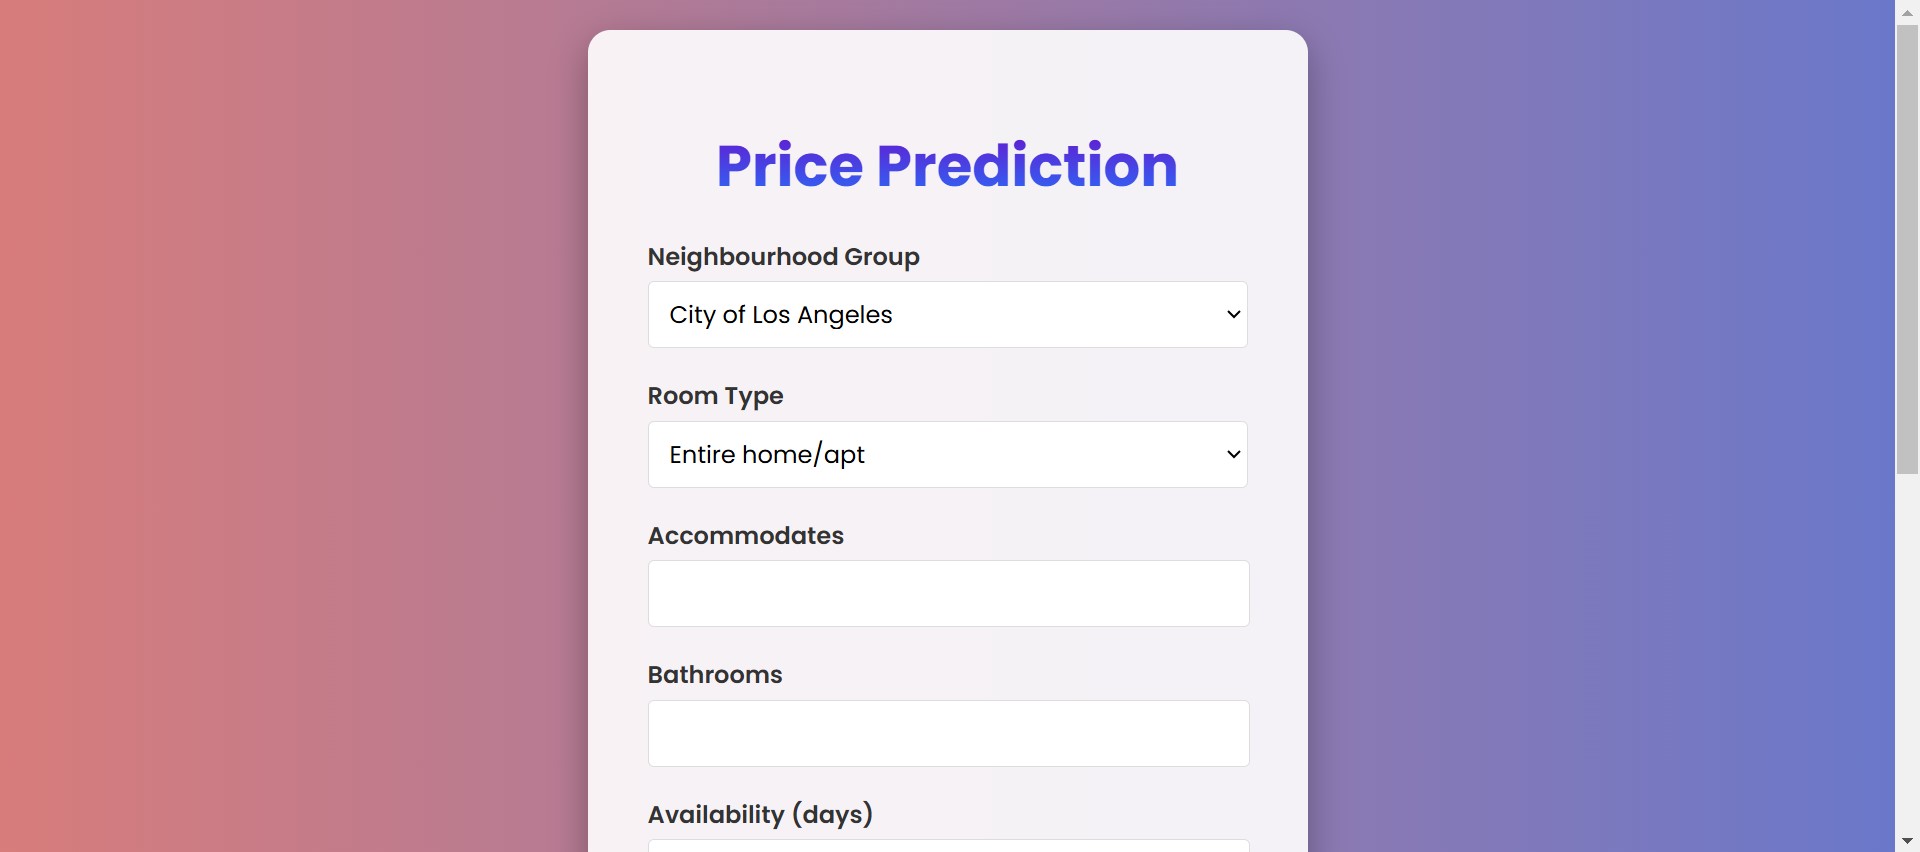 Price Prediction
Neighbourhood Group
City of Los Angeles
Room Type
Entire home/apt
Accommodates
Bathrooms
Availability (days)